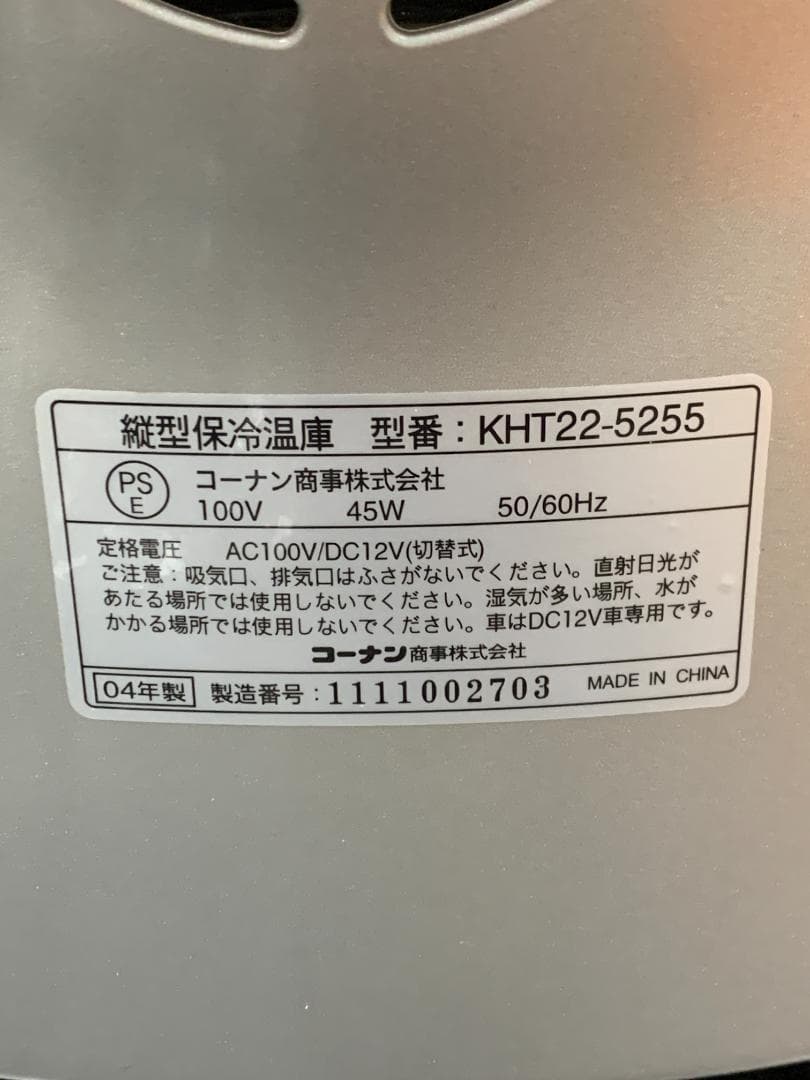 縦型保冷温庫 型番：KHT22-5255
PS
E
コーナン商事株式会社
100V 45W 50/60Hz
定格電圧 AC100V/DC12V(切替式)
ご注意：吸気口、排気口はふさがないでください。直射日光が
あたる場所では使用しないでください。湿気が多い場所、水が
かかる場所では使用しないでください。車はDC12V車専用です。
コーナン商事株式会社
04年製 製造番号：1111002703 MADE IN CHINA